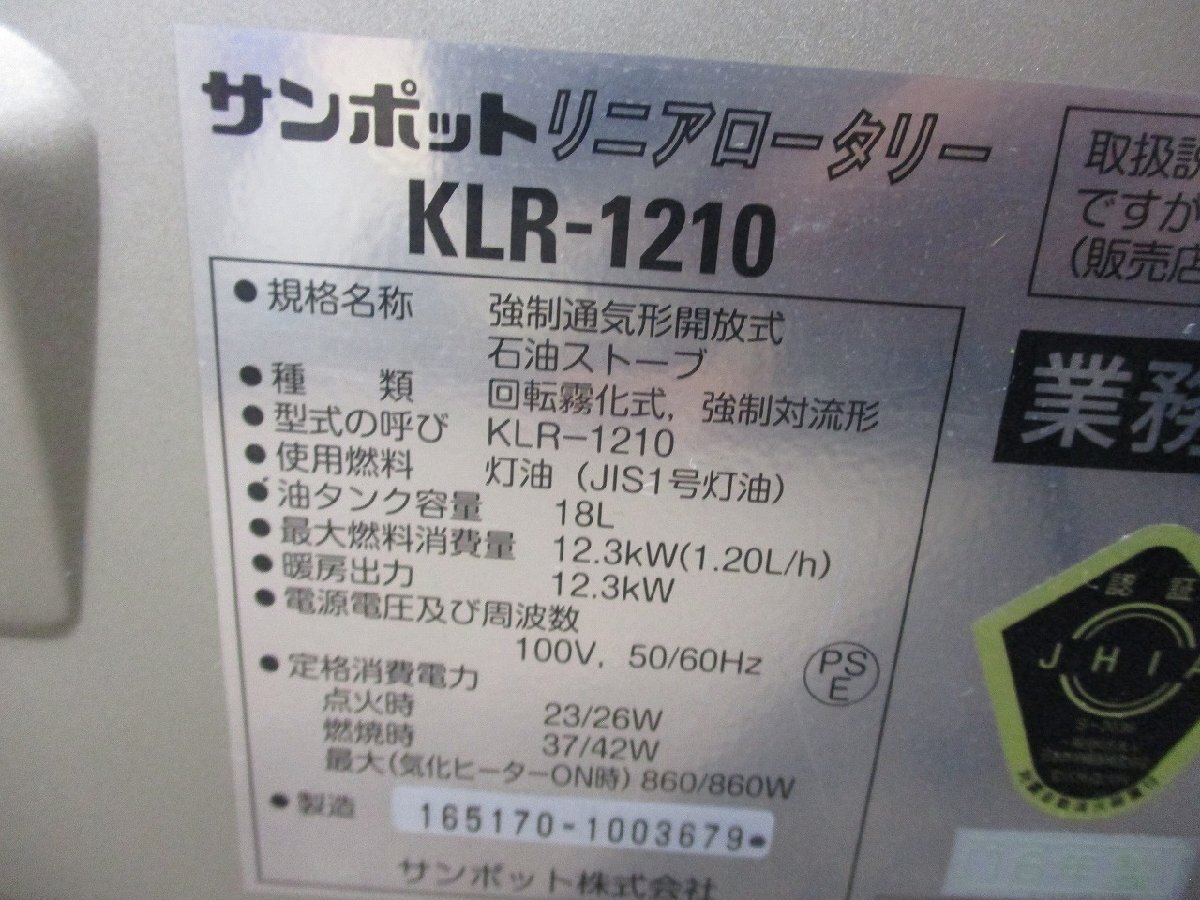 サンポットリニアロータリー
KLR-1210
●規格名称 強制通気形開放式
石油ストーブ
●種 類 回転霧化式, 強制対流形
●型式の呼び KLR-1210
●使用燃料 灯油 (JIS1号灯油)
●油タンク容量 18L
●最大燃料消費量 12.3kW(1.20L/h)
●暖房出力 12.3kW
●電源電圧及び周波数
100V, 50/60Hz
PS
E
●定格消費電力
点火時 23/26W
燃焼時 37/42W
最大(気化ヒーターON時) 860/860W
●製造 165170-1003679●
サンポット株式会社
取扱説
ですか
(販売店
業務
認証
JHIA